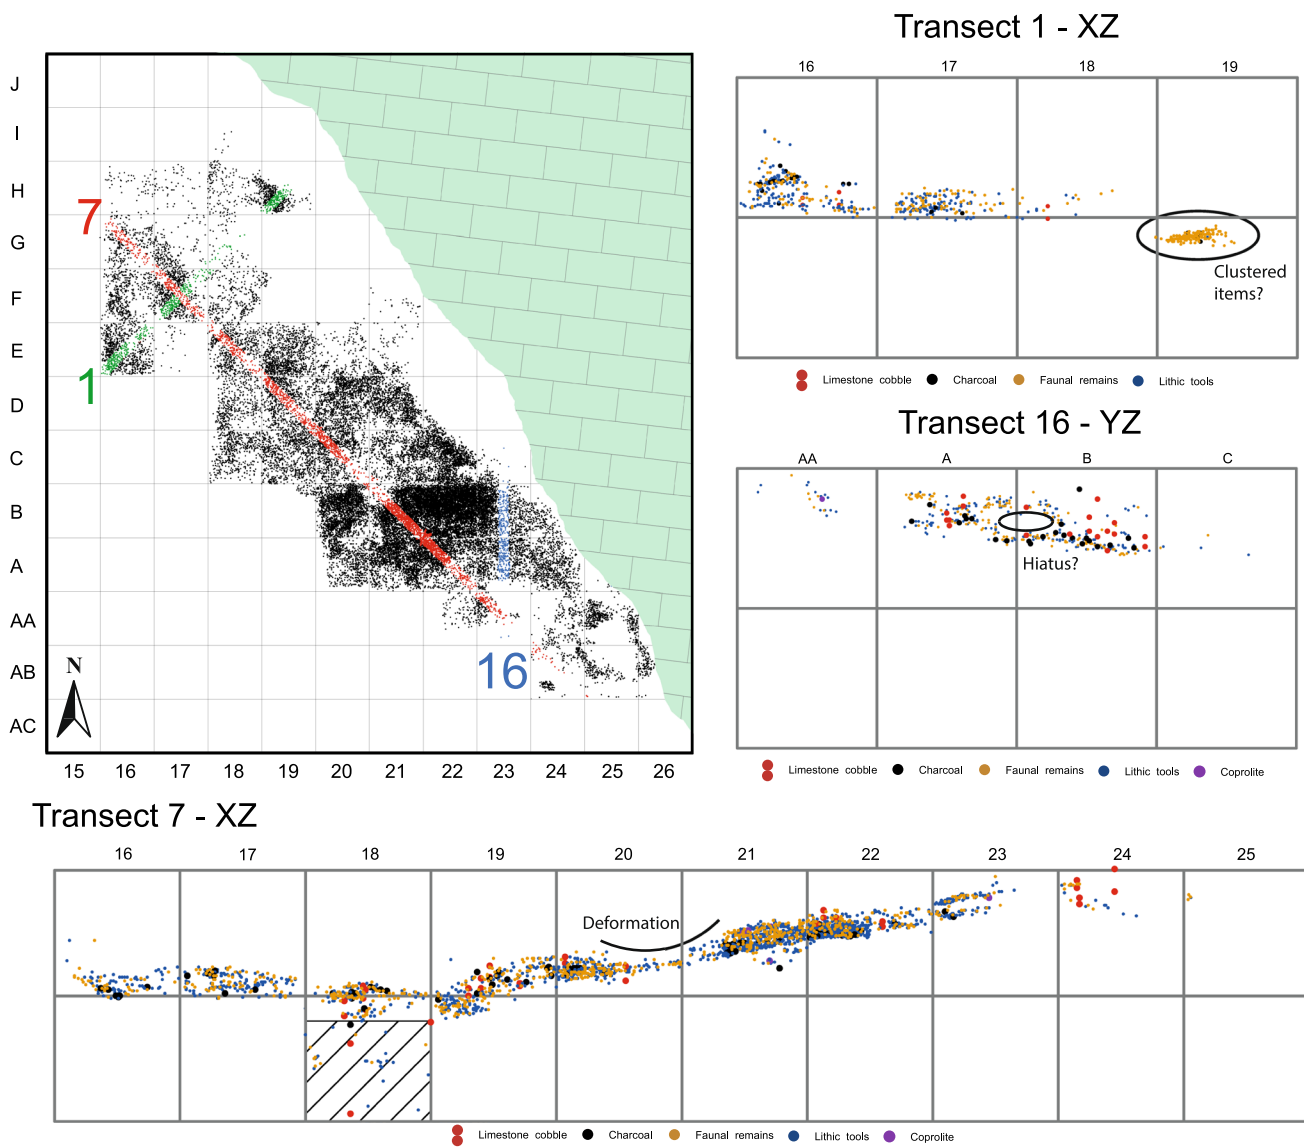 Transect 1 - XZ
16 17 18 19
Clustered
items?
Limestone cobble Charcoal Faunal remains Lithic tools
J
I
H
G
F
E
D
C
B
A
AA
AB
AC
7
1
16
N
15 16 17 18 19 20 21 22 23 24 25 26
Transect 16 - YZ
AA A B C
Hiatus?
Limestone cobble Charcoal Faunal remains Lithic tools Coprolite
Transect 7 - XZ
16 17 18 19 20 21 22 23 24 25
Deformation
Limestone cobble Charcoal Faunal remains Lithic tools Coprolite